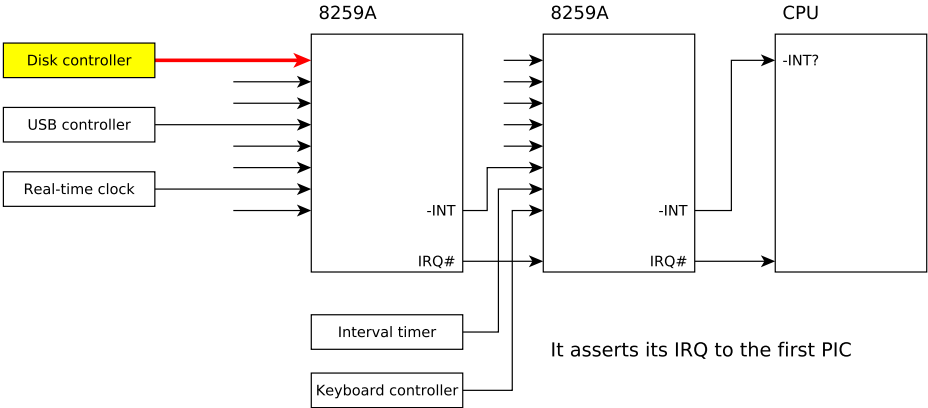 8259A
8259A
CPU
Disk controller
-INT?
USB controller
Real-time clock
-INT
-INT
IRQ#
IRQ#
Interval timer
It asserts its IRQ to the first PIC
Keyboard controller